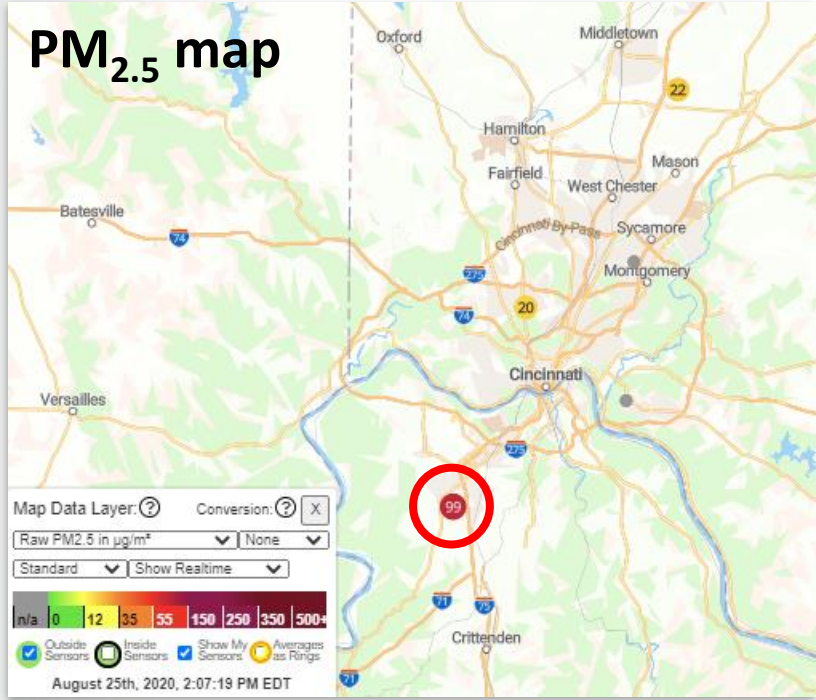 PM2.5 map
Oxford
Middletown
22
Hamilton
Mason
Fairfield
West Chester
Batesville
Cincinnati By-Pass
Sycamore
74
Montgomery
275
20
74
Cincinnati
Versailles
275
99
Map Data Layer: ? Conversion: ? X
Raw PM2.5 in µg/m³ None
Standard Show Realtime
n/a 0 12 35 55 150 250 350 500+
Outside Sensors
Inside Sensors
Show My Sensors
Averages as Rings
August 25th, 2020, 2:07:19 PM EDT
71
75
Crittenden
71